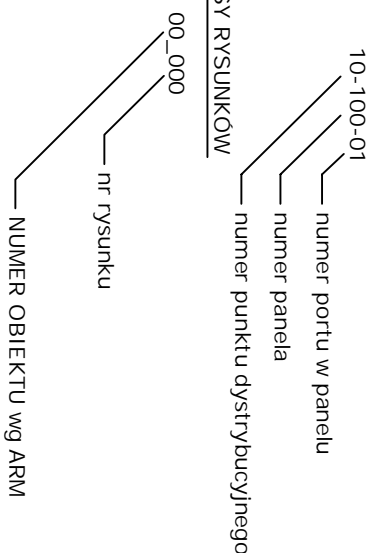 10-100-01
numer portu w panelu
numer panela
numer punktu dystrybucyjnego
SY RYSUNKÓW
00_000
nr rysunku
NUMER OBIEKTU wg ARM